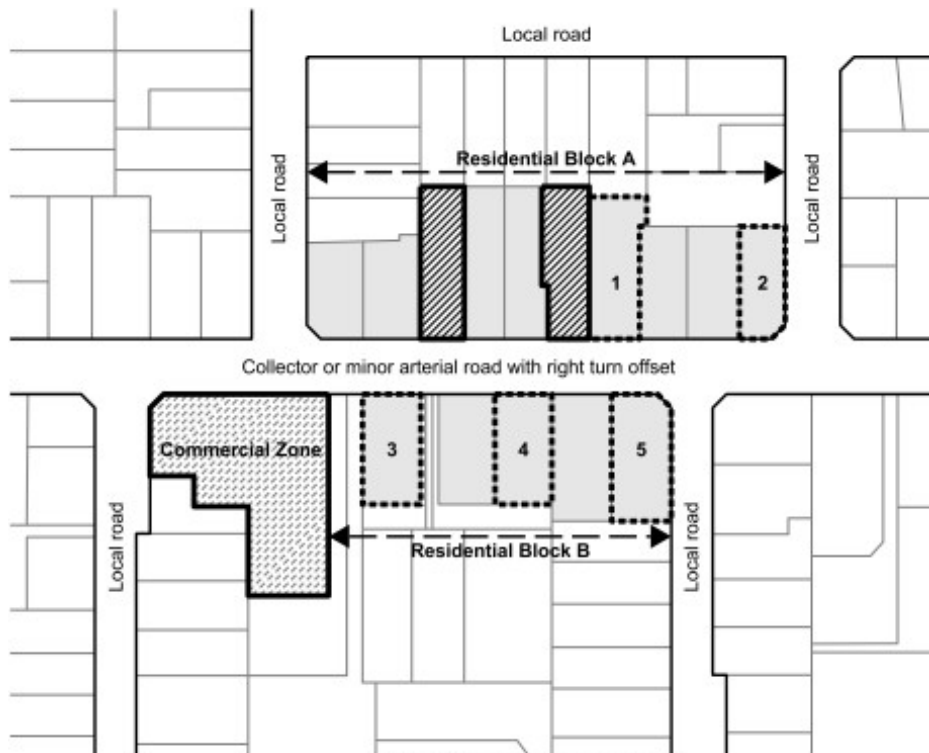 Local road
Residential Block A
Local road
Local road
1
2
Collector or minor arterial road with right turn offset
Commercial Zone
3
4
5
Local road
Residential Block B
Local road